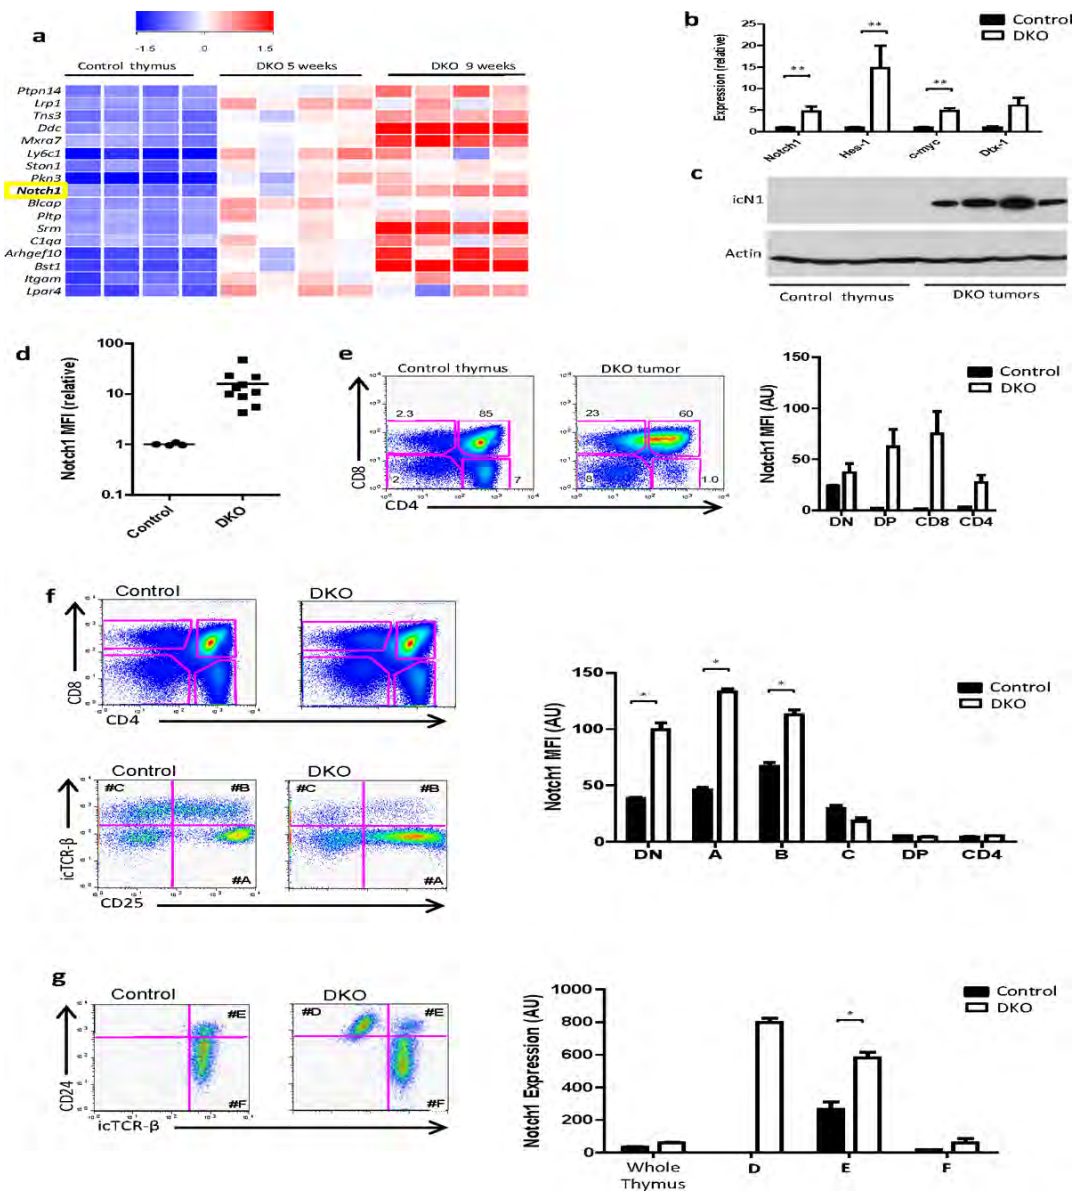 a
-1.5 .0 1.5
Control thymus DKO 5 weeks DKO 9 weeks
Ptpn14
Lrp1
Tns3
Ddc
Mxra7
Ly6c1
Ston1
Pkn3
Notch1
Blcap
Pltp
Srm
C1qa
Arhgef10
Bst1
Itgam
Lpar4
b
Control
DKO
Expression (relative)
25
20
15
10
5
0
** ** **
Notch1 Hes-1 c-myc Dtx-1
c
icN1
Actin
Control thymus DKO tumors
d
Notch1 MFI (relative)
100
10
1
0.1
Control DKO
e
Control thymus DKO tumor
2.3 85 23 60
2 7 8 1.0
CD8
CD4
Notch1 MFI (AU)
150
100
50
0
Control
DKO
DN DP CD8 CD4
f
Control DKO
CD8
CD4
Control DKO
#C #B #C #B
#A #A
icTCR-β
CD25
Notch1 MFI (AU)
150
100
50
0
* * *
Control
DKO
DN A B C DP CD4
g
Control DKO
#E #D #E
#F #F
CD24
icTCR-β
Notch1 Expression (AU)
1000
800
600
400
200
0
*
Control
DKO
Whole D E F
Thymus